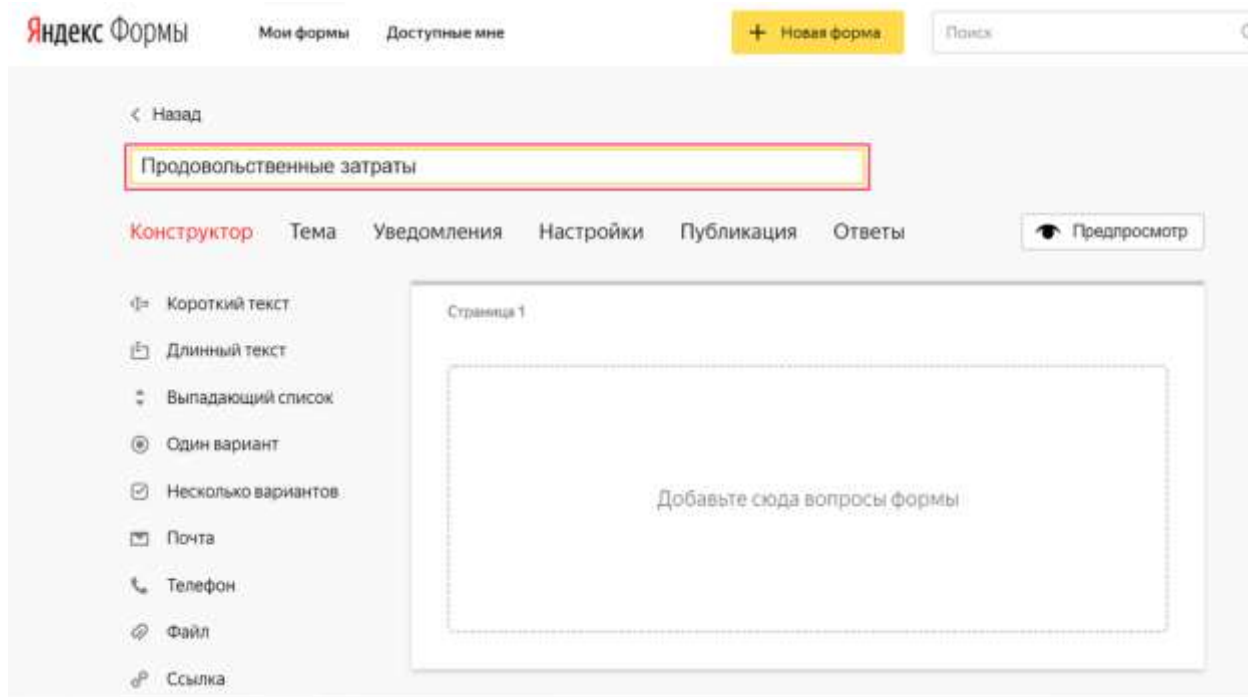 Яндекс Формы Мои формы Доступные мне + Новая форма Поиск
< Назад
Продовольственные затраты
Конструктор Тема Уведомления Настройки Публикация Ответы Предпросмотр
Короткий текст
Страница 1
Длинный текст
Выпадающий список
Один вариант
Несколько вариантов
Добавьте сюда вопросы формы
Почта
Телефон
Файл
Ссылка